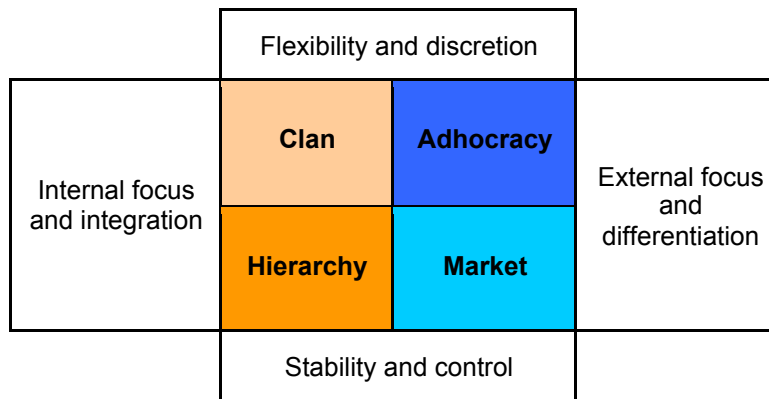 Flexibility and discretion
Clan
Adhocracy
Internal focus
and integration
External focus
and
differentiation
Hierarchy
Market
Stability and control